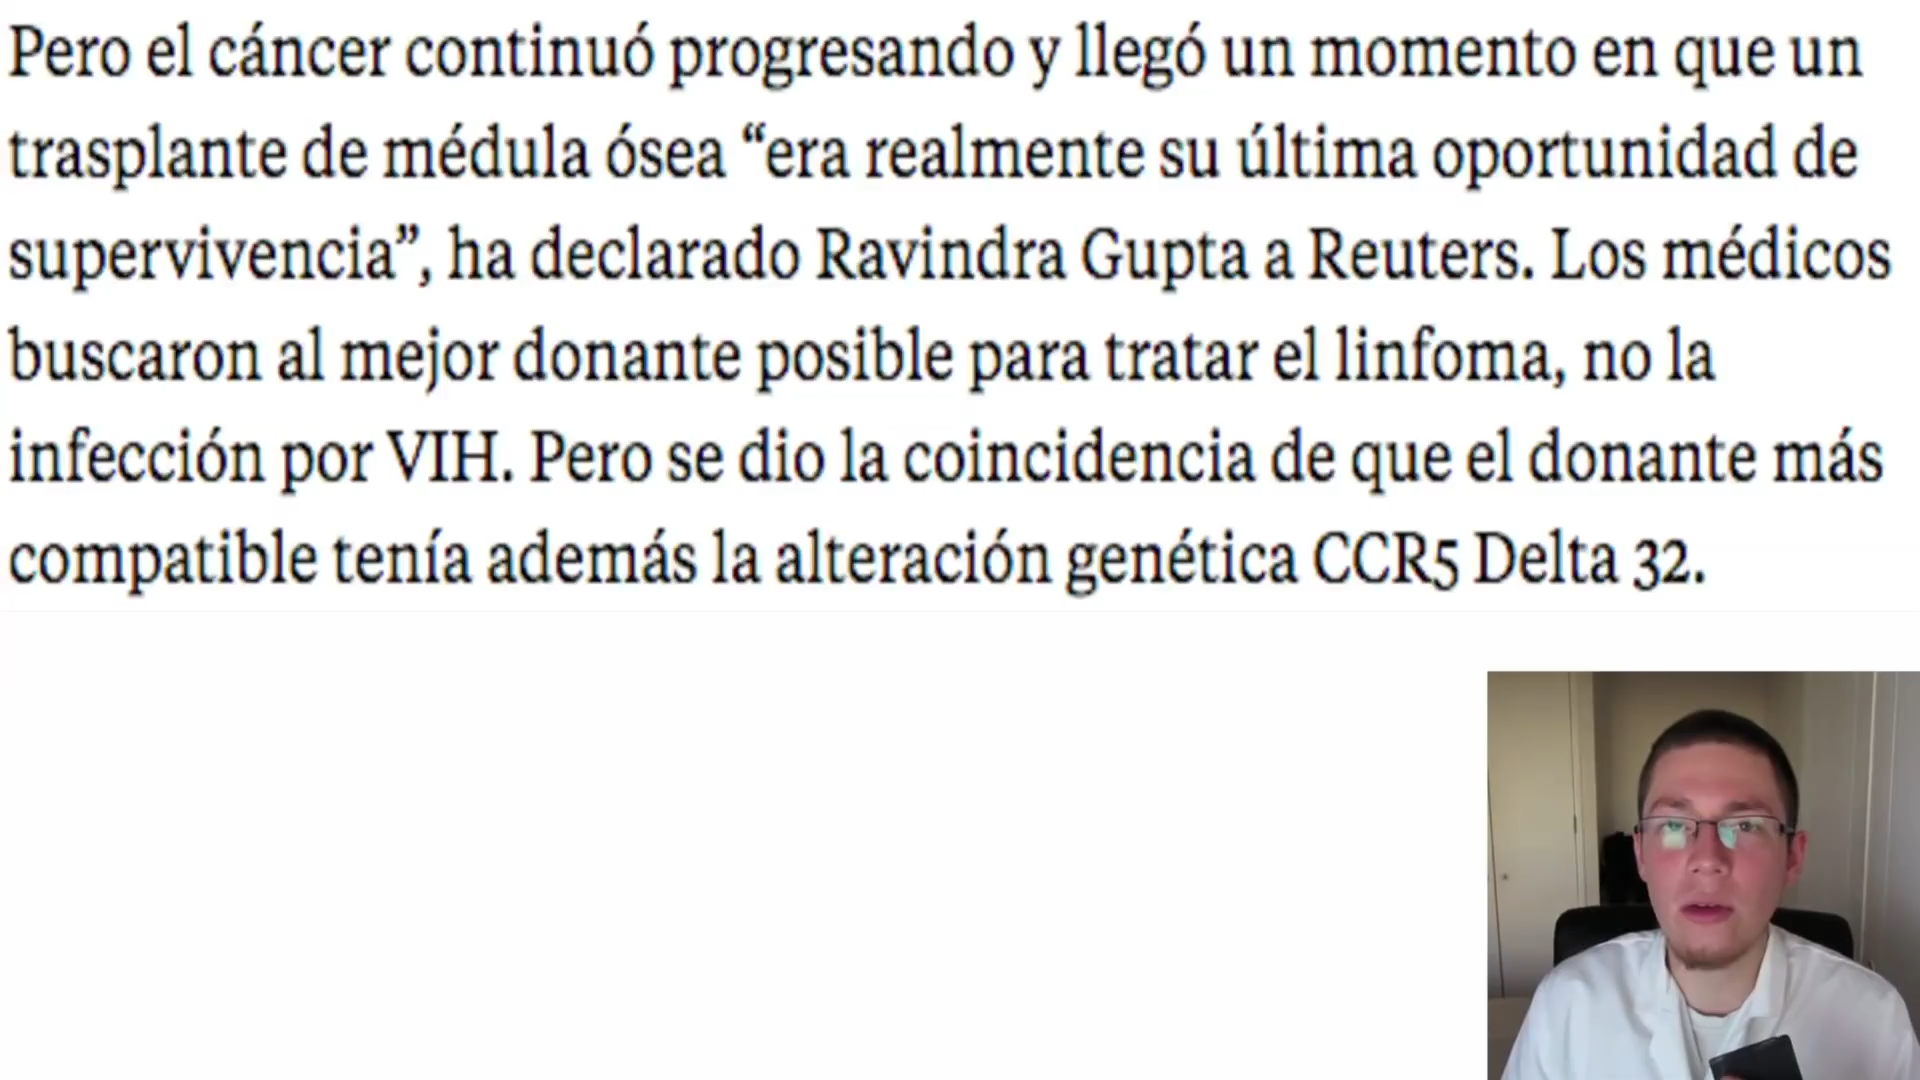 Pero el cáncer continuó progresando y llegó un momento en que un
trasplante de médula ósea “era realmente su última oportunidad de
supervivencia”, ha declarado Ravindra Gupta a Reuters. Los médicos
buscaron al mejor donante posible para tratar el linfoma, no la
infección por VIH. Pero se dio la coincidencia de que el donante más
compatible tenía además la alteración genética CCR5 Delta 32.